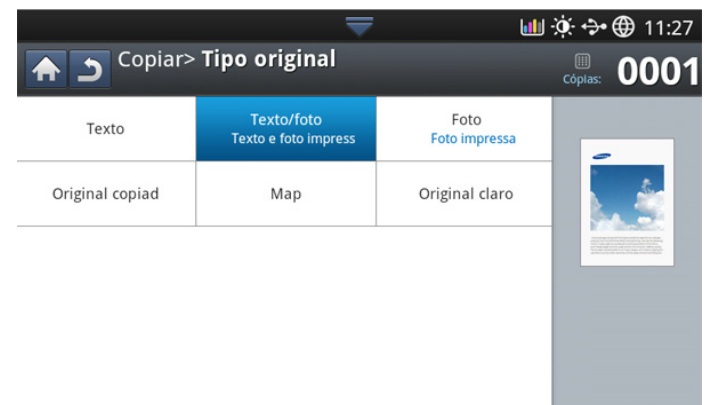 11:27
Copiar> Tipo original
Cópias: 0001
Texto
Texto/foto
Texto e foto impress
Foto
Foto impressa
Original copiad
Map
Original claro